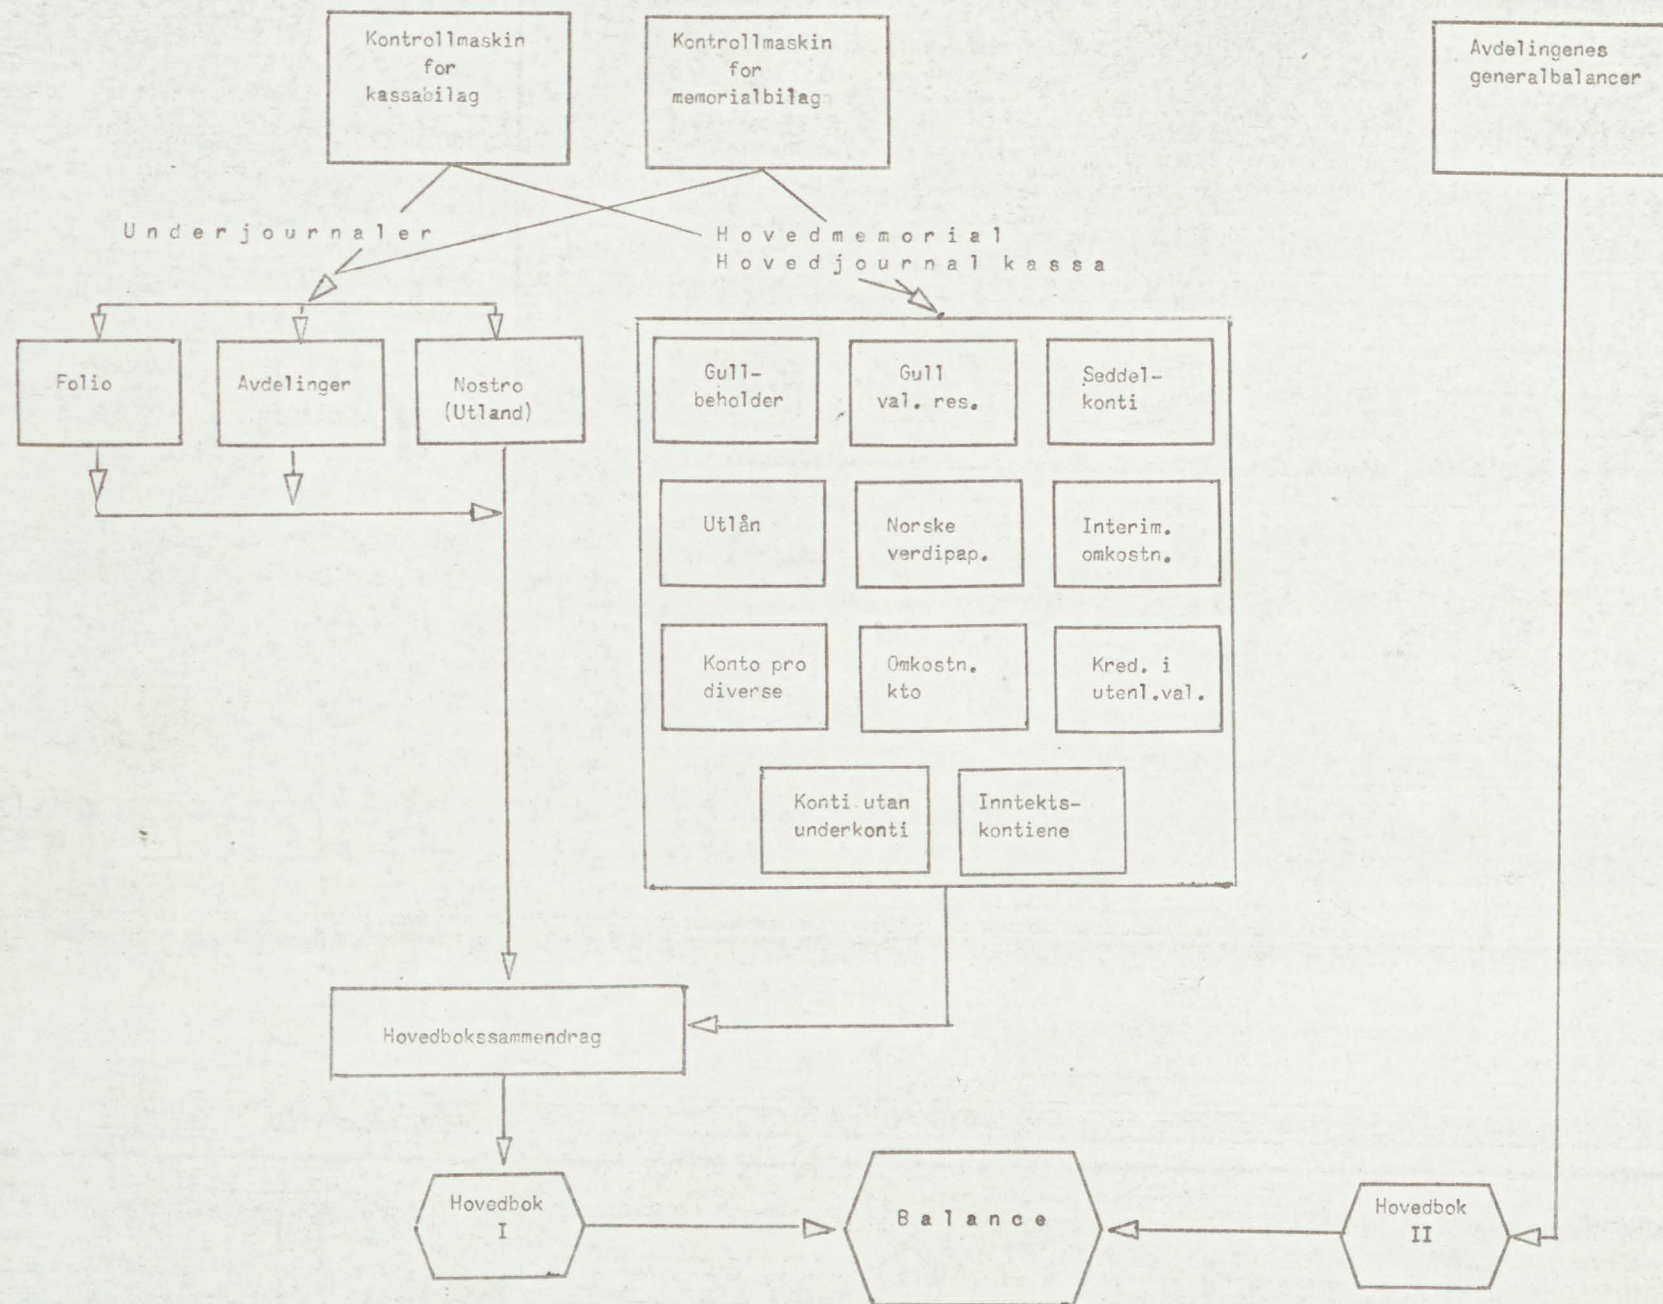 Kontrollmaskin
for
kassabilag
Kontrollmaskin
for
memorialbilag
Avdelingenes
generalbalancer
Underjournaler
Hovedmemorial
Hovedjournal kassa
Folio
Avdelinger
Nostro
(Utland)
Gull-
beholder
Gull
val. res.
Seddel-
konti
Utlån
Norske
verdipap.
Interim.
omkostn.
Konto pro
diverse
Omkostn.
kto
Kred. i
utenl.val.
Konti utan
underkonti
Inntekts-
kontiene
Hovedbokssammendrag
Hovedbok
I
Balance
Hovedbok
II